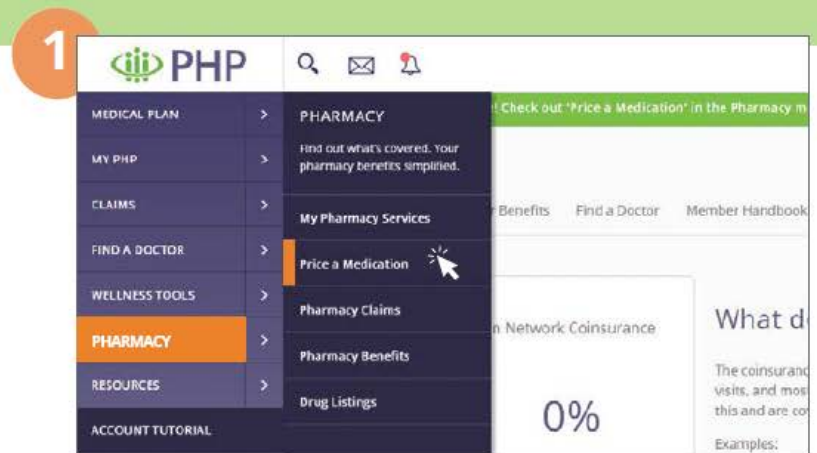 1
PHP
MEDICAL PLAN
MY PHP
CLAIMS
FIND A DOCTOR
WELLNESS TOOLS
PHARMACY
RESOURCES
ACCOUNT TUTORIAL
PHARMACY
Find out what's covered. Your
pharmacy benefits simplified.
My Pharmacy Services
Price a Medication
Pharmacy Claims
Pharmacy Benefits
Drug Listings
! Check out 'Price a Medication' in the Pharmacy m
Benefits Find a Doctor Member Handbook
n Network Coinsurance
0%
What d
The coinsuranc
visits, and mos
this and are co
Examples: